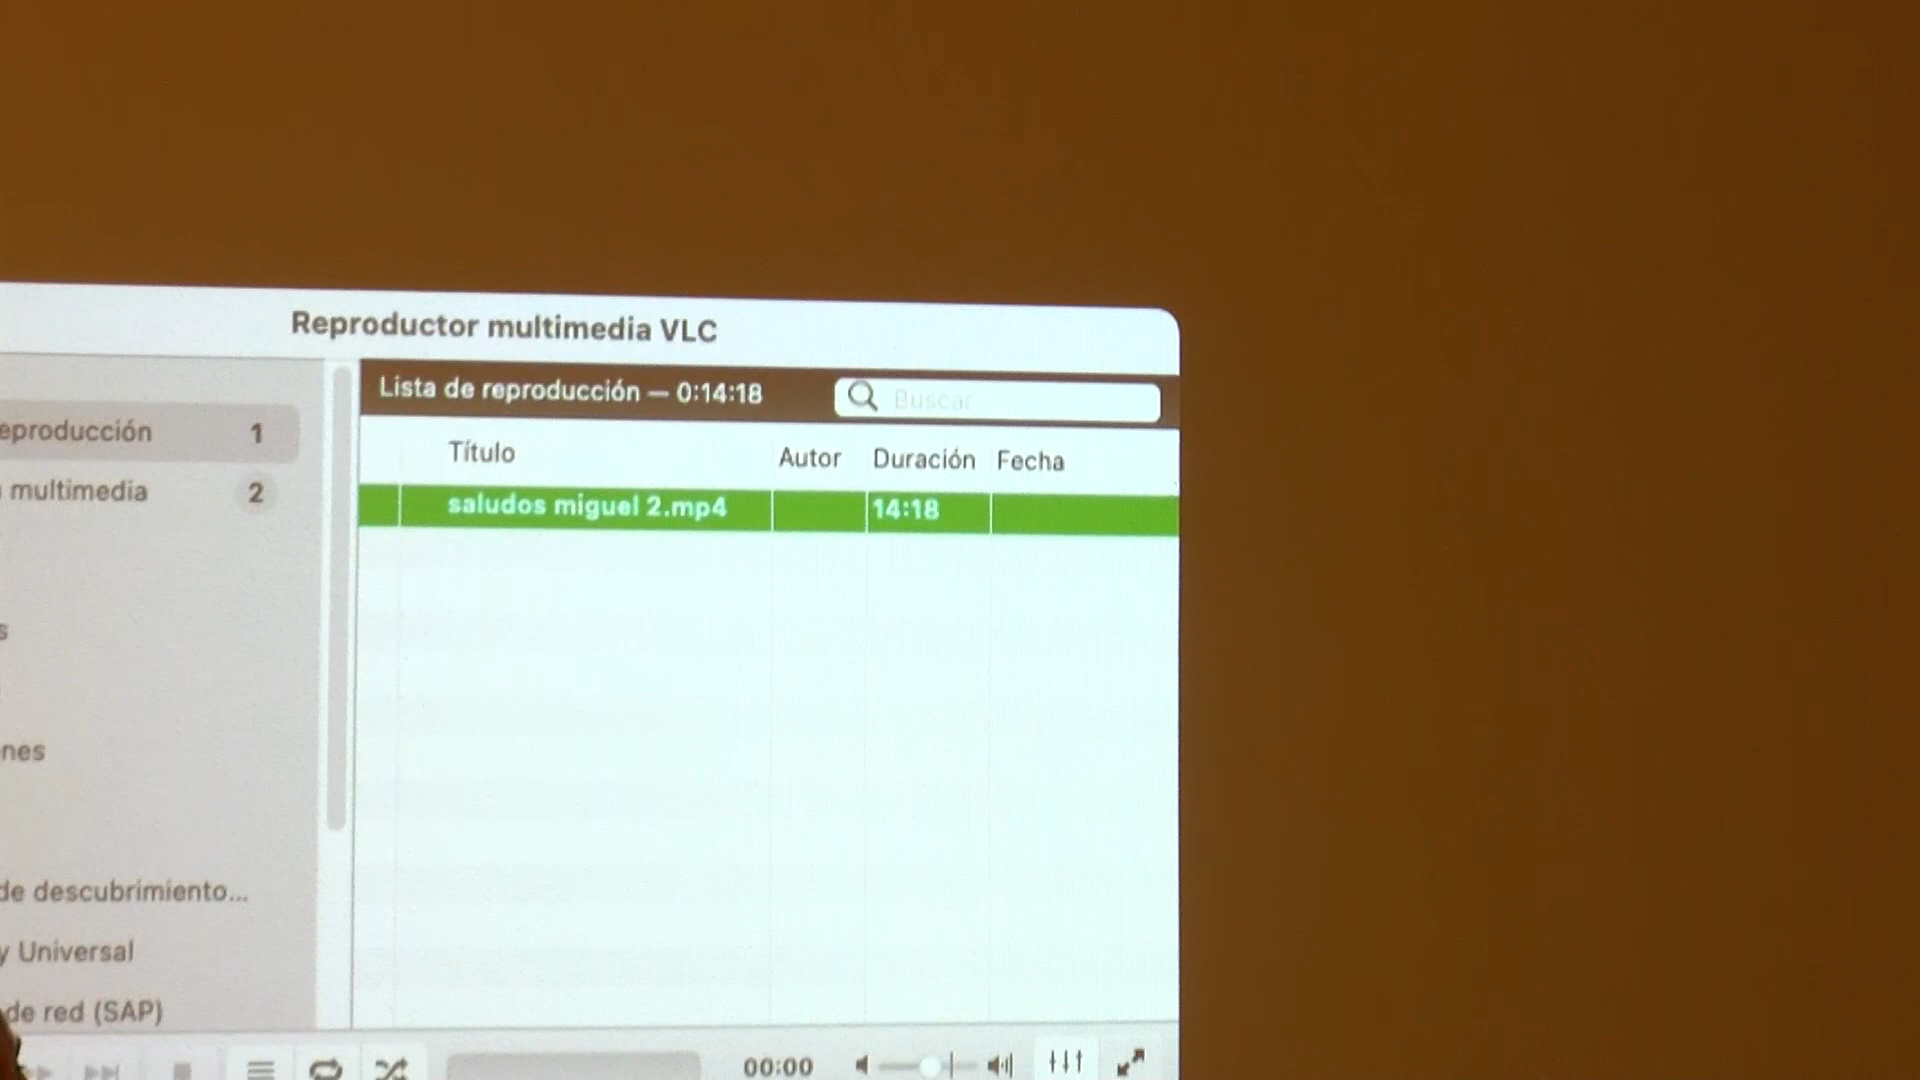 Reproductor multimedia VLC
Lista de reproducción — 0:14:18
Buscar
eproducción 1
multimedia 2
Título Autor Duración Fecha
saludos miguel 2.mp4 14:18
s
nes
de descubrimiento...
y Universal
de red (SAP)
00:00